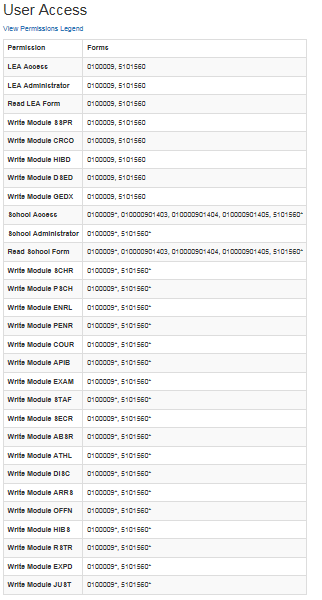 User Access
View Permissions Legend
Permission Forms
LEA Access 0100009, 5101560
LEA Administrator 0100009, 5101560
Read LEA Form 0100009, 5101560
Write Module SSPR 0100009, 5101560
Write Module CRCO 0100009, 5101560
Write Module HIBD 0100009, 5101560
Write Module DSED 0100009, 5101560
Write Module GEDX 0100009, 5101560
School Access 0100009*, 010000901403, 010000901404, 010000901405, 5101560*
School Administrator 0100009*, 5101560*
Read School Form 0100009*, 010000901403, 010000901404, 010000901405, 5101560*
Write Module SCHR 0100009*, 5101560*
Write Module PSCH 0100009*, 5101560*
Write Module ENRL 0100009*, 5101560*
Write Module PENR 0100009*, 5101560*
Write Module COUR 0100009*, 5101560*
Write Module APIB 0100009*, 5101560*
Write Module EXAM 0100009*, 5101560*
Write Module STAF 0100009*, 5101560*
Write Module SECR 0100009*, 5101560*
Write Module ABSR 0100009*, 5101560*
Write Module ATHL 0100009*, 5101560*
Write Module DISC 0100009*, 5101560*
Write Module ARRS 0100009*, 5101560*
Write Module OFFN 0100009*, 5101560*
Write Module HIBS 0100009*, 5101560*
Write Module RSTR 0100009*, 5101560*
Write Module EXPD 0100009*, 5101560*
Write Module JUST 0100009*, 5101560*